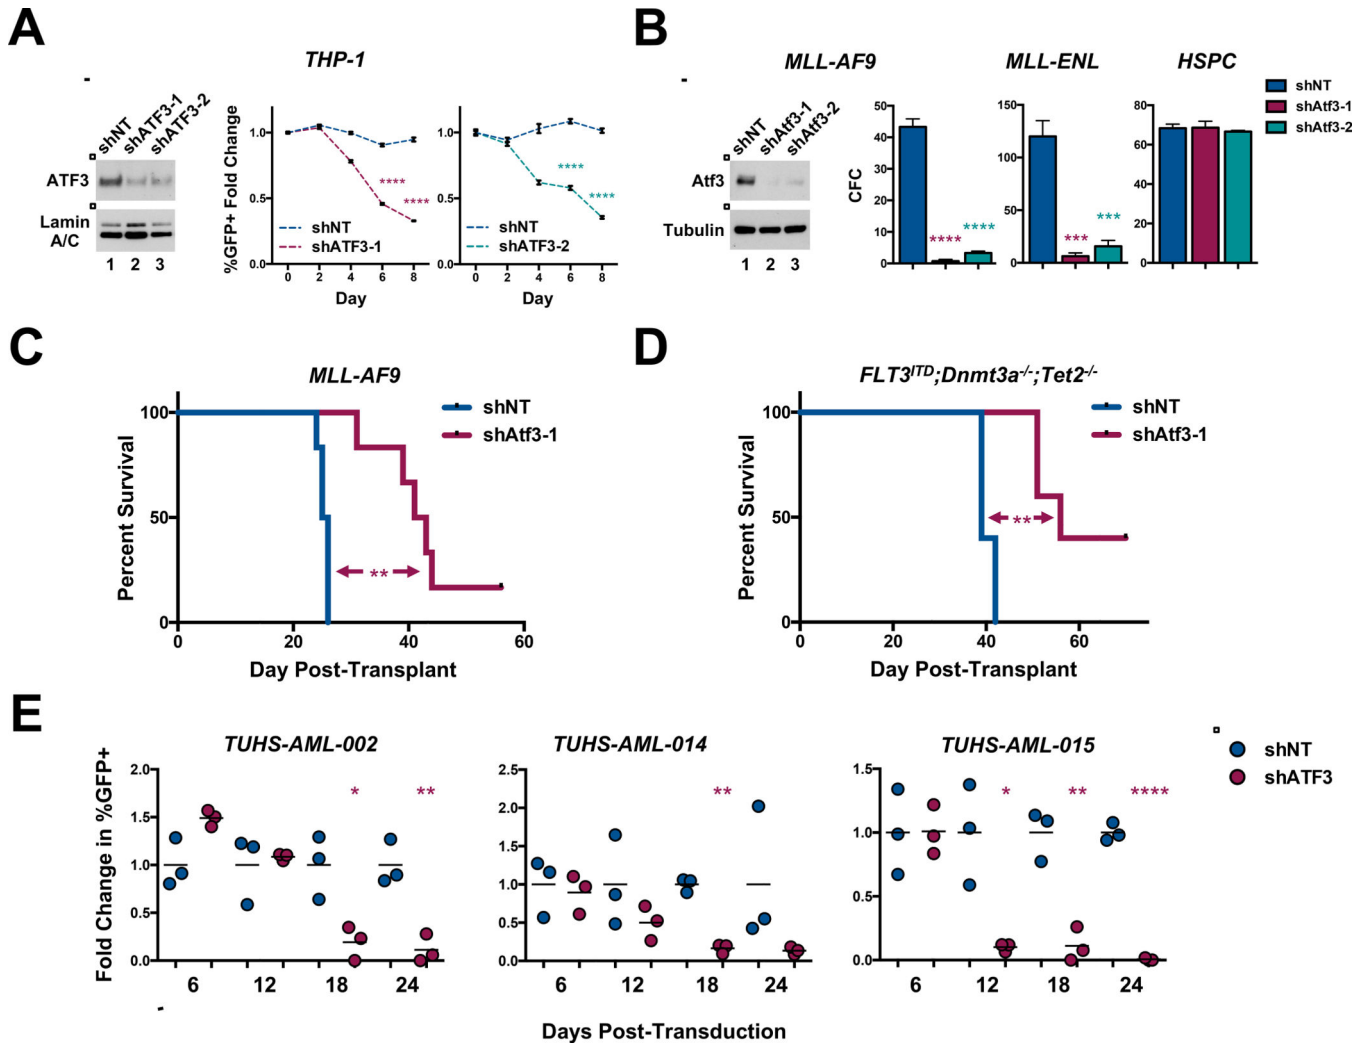 A
THP-1
shNT
shATF3-1
shATF3-2
ATF3
Lamin
A/C
1 2 3
%GFP+ Fold Change
1.0
0.5
0.0
****
****
shNT
shATF3-1
0 2 4 6 8
1.0
0.5
0.0
****
****
shNT
shATF3-2
0 2 4 6 8
Day
Day
B
MLL-AF9
MLL-ENL
HSPC
shNT
shAtf3-1
shAtf3-2
Atf3
Tubulin
1 2 3
CFC
50
40
30
20
10
0
****
****
150
100
50
0
***
***
80
60
40
20
0
shNT
shAtf3-1
shAtf3-2
C
MLL-AF9
shNT
shAtf3-1
Percent Survival
100
50
0
**
0 20 40 60
Day Post-Transplant
D
FLT3ITD;Dnmt3a-/-;Tet2-/-
shNT
shAtf3-1
Percent Survival
100
50
0
**
0 20 40 60
Day Post-Transplant
E
TUHS-AML-002
TUHS-AML-014
TUHS-AML-015
shNT
shATF3
Fold Change in %GFP+
2.0
1.5
1.0
0.5
0.0
* **
6 12 18 24
2.5
2.0
1.5
1.0
0.5
0.0
**
6 12 18 24
1.5
1.0
0.5
0.0
* ** ****
6 12 18 24
Days Post-Transduction